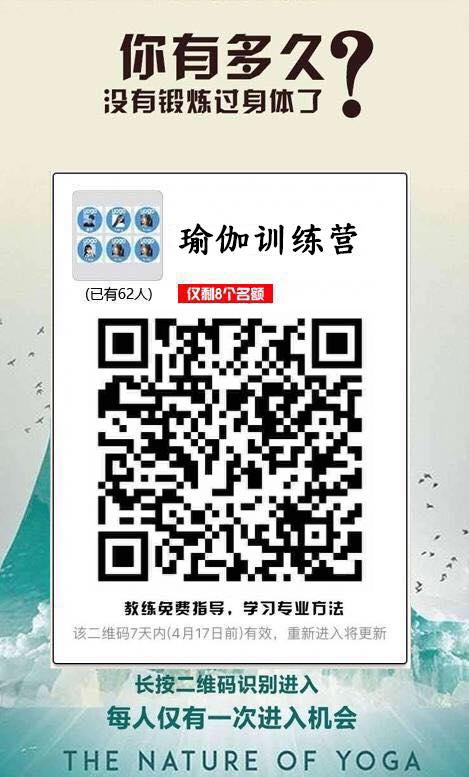 你有多久?
没有锻炼过身体了
瑜伽训练营
(已有62人)
仅剩8个名额
教练免费指导，学习专业方法
该二维码7天内(4月17日前)有效，重新进入将更新
长按二维码识别进入
每人仅有一次进入机会
THE NATURE OF YOGA